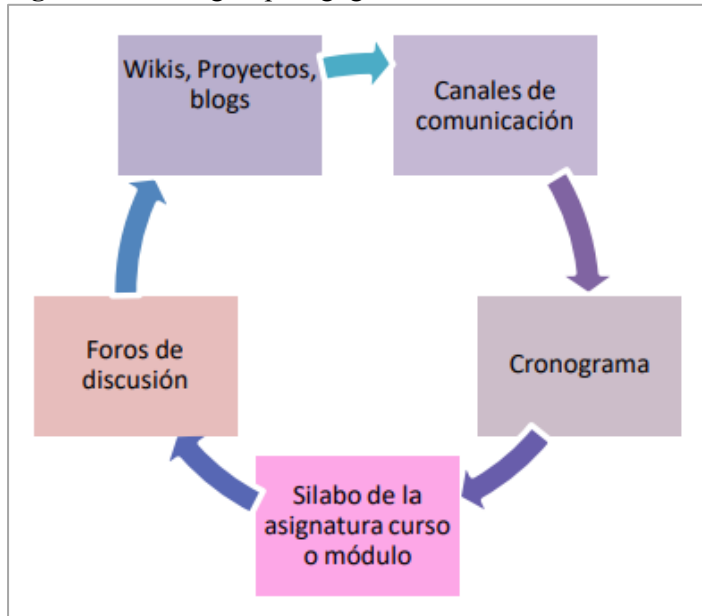 Wikis, Proyectos,
blogs
Canales de
comunicación
Cronograma
Silabo de la
asignatura curso
o módulo
Foros de
discusión